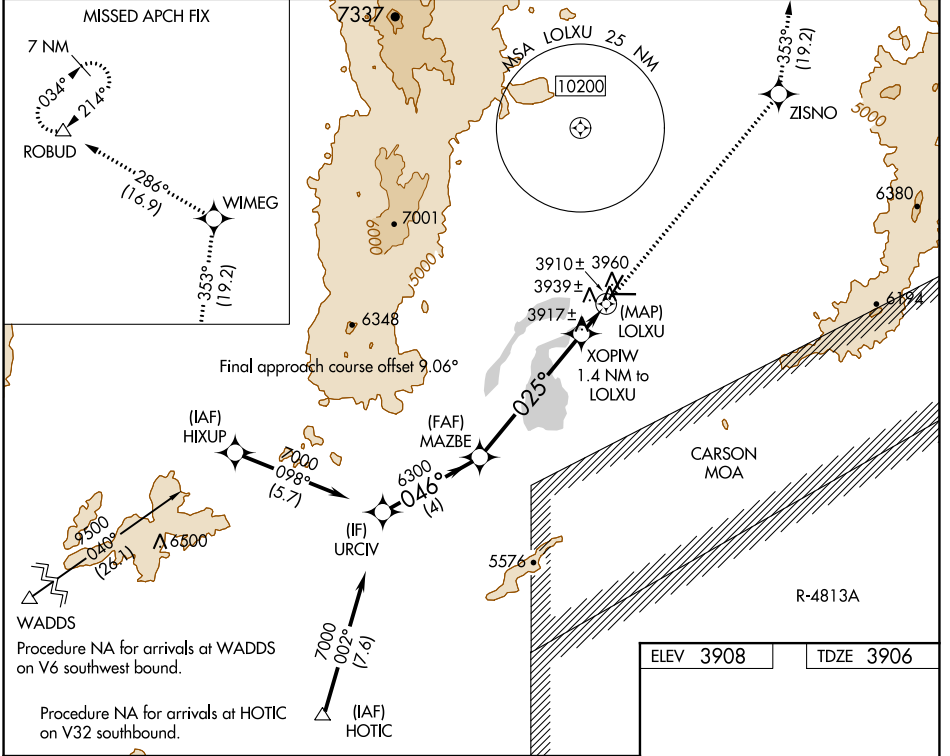 MISSED APCH FIX
7 NM
034°
214°
ROBUD
286°
(16.9)
WIMEG
353°
(19.2)
7337
MSA LOLXU 25 NM
10200
353°
(19.2)
ZISNO
5000
6380
6194
7001
6000
5000
6348
3910± 3960
3939±
3917±
(MAP)
LOLXU
XOPIW
1.4 NM to
LOLXU
Final approach course offset 9.06°
025°
(IAF)
HIXUP
7000
098°
(5.7)
(FAF)
MAZBE
6300
046°
(4)
(IF)
URCIV
CARSON
MOA
9500
040°
(26.1)
6500
5576
R-4813A
WADDS
Procedure NA for arrivals at WADDS
on V6 southwest bound.
7000
002°
(7.6)
(IAF)
HOTIC
Procedure NA for arrivals at HOTIC
on V32 southbound.
ELEV 3908
TDZE 3906